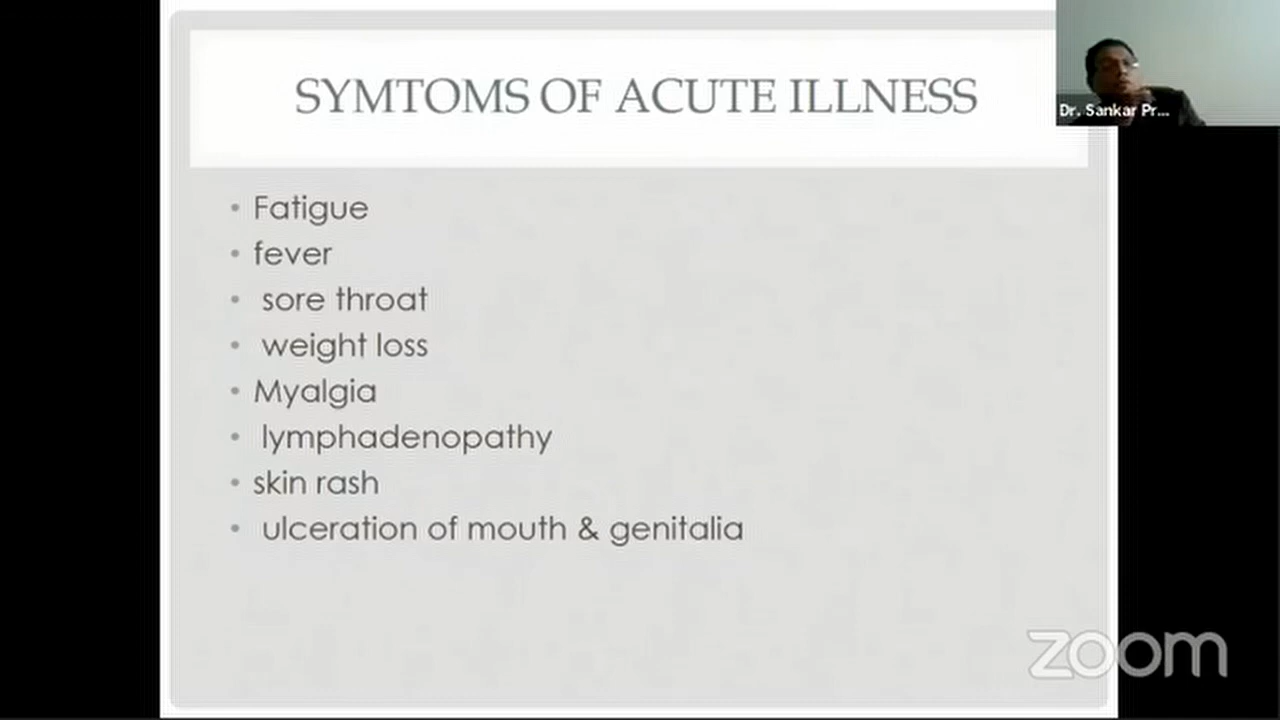 SYMTOMS OF ACUTE ILLNESS
Dr. Sankar Pr...
• Fatigue
• fever
• sore throat
• weight loss
• Myalgia
• lymphadenopathy
• skin rash
• ulceration of mouth & genitalia
zoom